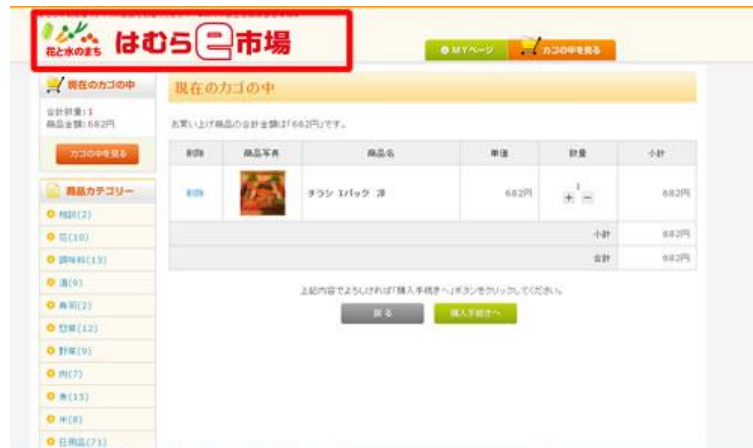 花と水のまち はむらe市場
MYページ カゴの中を見る
現在のカゴの中
合計数量:1
商品金額:682円
カゴの中を見る
商品カテゴリー
花(10)
調味料(13)
酒(9)
寿司(2)
惣菜(12)
野菜(9)
肉(7)
魚(15)
米(8)
日用品(71)
現在のカゴの中
お買い上げ商品の合計金額は「682円」です。
削除 商品写真 商品名 単価 数量 小計
削除 チラシ 1パック 682円 1 682円
+ −
小計 682円
合計 682円
上記内容でよろしければ「購入手続きへ」ボタンをクリックしてください。
戻る 購入手続きへ